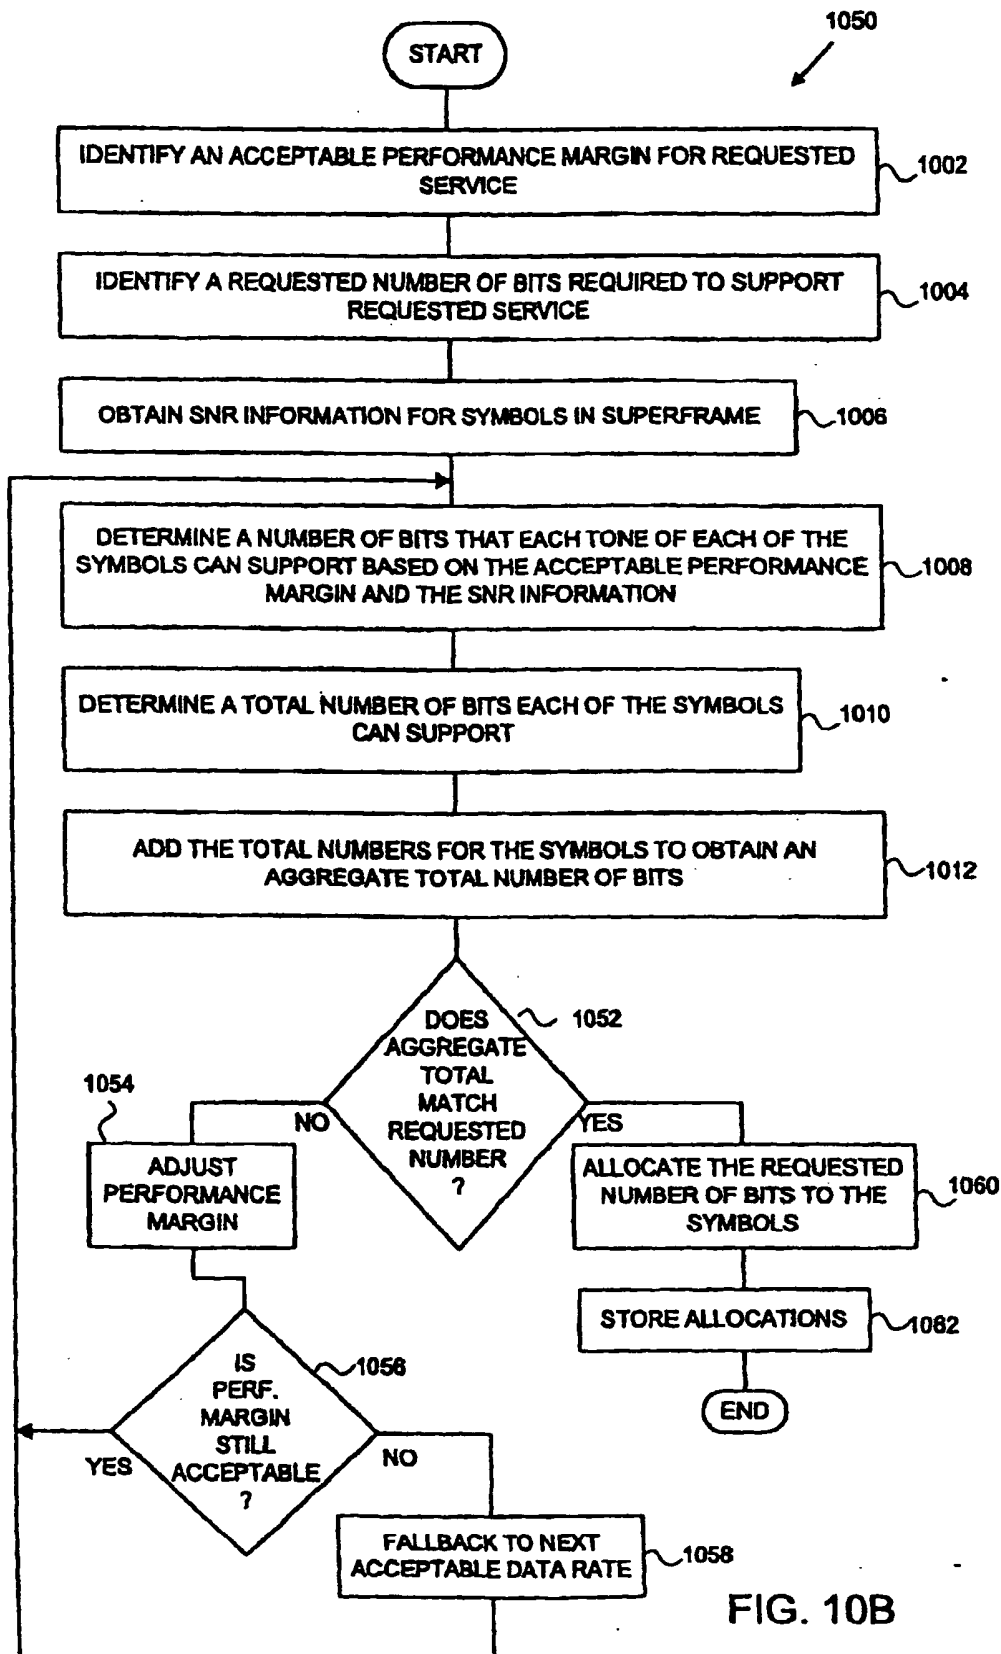 1050
START
IDENTIFY AN ACCEPTABLE PERFORMANCE MARGIN FOR REQUESTED
SERVICE
1002
IDENTIFY A REQUESTED NUMBER OF BITS REQUIRED TO SUPPORT
REQUESTED SERVICE
1004
OBTAIN SNR INFORMATION FOR SYMBOLS IN SUPERFRAME
1006
DETERMINE A NUMBER OF BITS THAT EACH TONE OF EACH OF THE
SYMBOLS CAN SUPPORT BASED ON THE ACCEPTABLE PERFORMANCE
MARGIN AND THE SNR INFORMATION
1008
DETERMINE A TOTAL NUMBER OF BITS EACH OF THE SYMBOLS
CAN SUPPORT
1010
ADD THE TOTAL NUMBERS FOR THE SYMBOLS TO OBTAIN AN
AGGREGATE TOTAL NUMBER OF BITS
1012
DOES
AGGREGATE
TOTAL
MATCH
REQUESTED
NUMBER
?
1052
1054
NO
YES
ADJUST
PERFORMANCE
MARGIN
ALLOCATE THE REQUESTED
NUMBER OF BITS TO THE
SYMBOLS
1060
STORE ALLOCATIONS
1062
END
IS
PERF.
MARGIN
STILL
ACCEPTABLE
?
1056
YES
NO
FALLBACK TO NEXT
ACCEPTABLE DATA RATE
1058
FIG. 10B